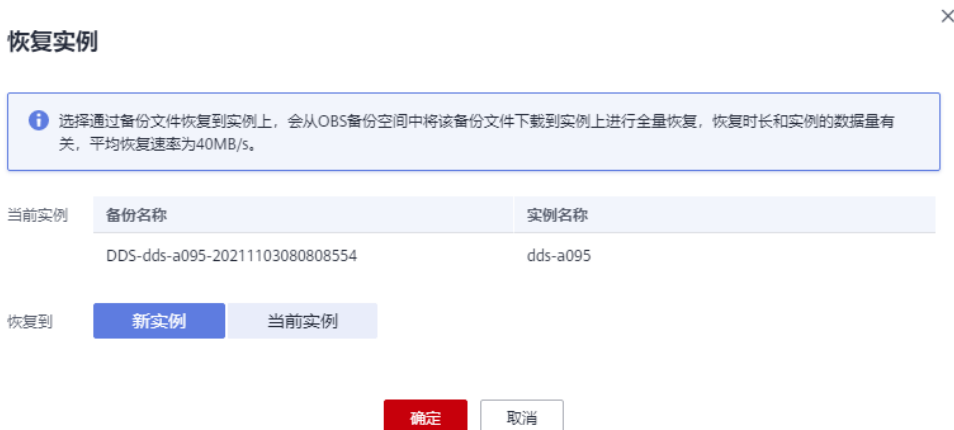 恢复实例
选择通过备份文件恢复到实例上，会从OBS备份空间中将该备份文件下载到实例上进行全量恢复，恢复时长和实例的数据量有
关，平均恢复速率为40MB/s。
当前实例 备份名称 实例名称
DDS-dds-a095-20211103080808554 dds-a095
恢复到 新实例 当前实例
确定 取消